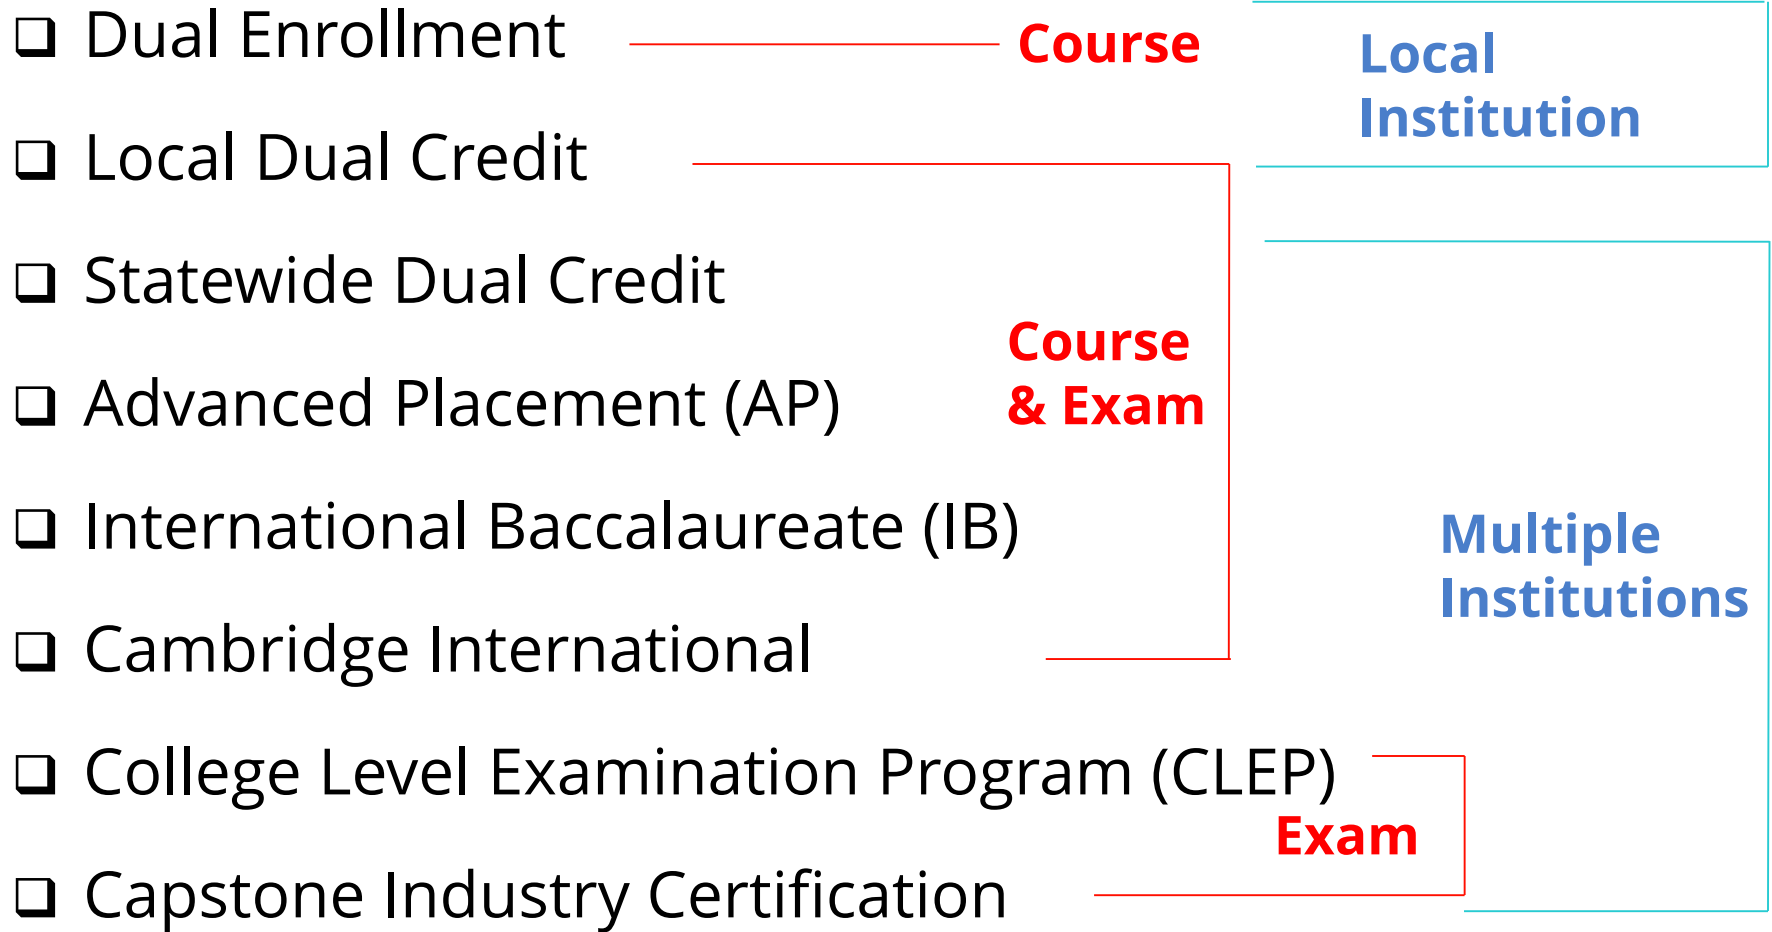 ❑ Dual Enrollment
Course
Local
Institution
❑ Local Dual Credit
❑ Statewide Dual Credit
Course
& Exam
❑ Advanced Placement (AP)
❑ International Baccalaureate (IB)
Multiple
Institutions
❑ Cambridge International
❑ College Level Examination Program (CLEP)
Exam
❑ Capstone Industry Certification